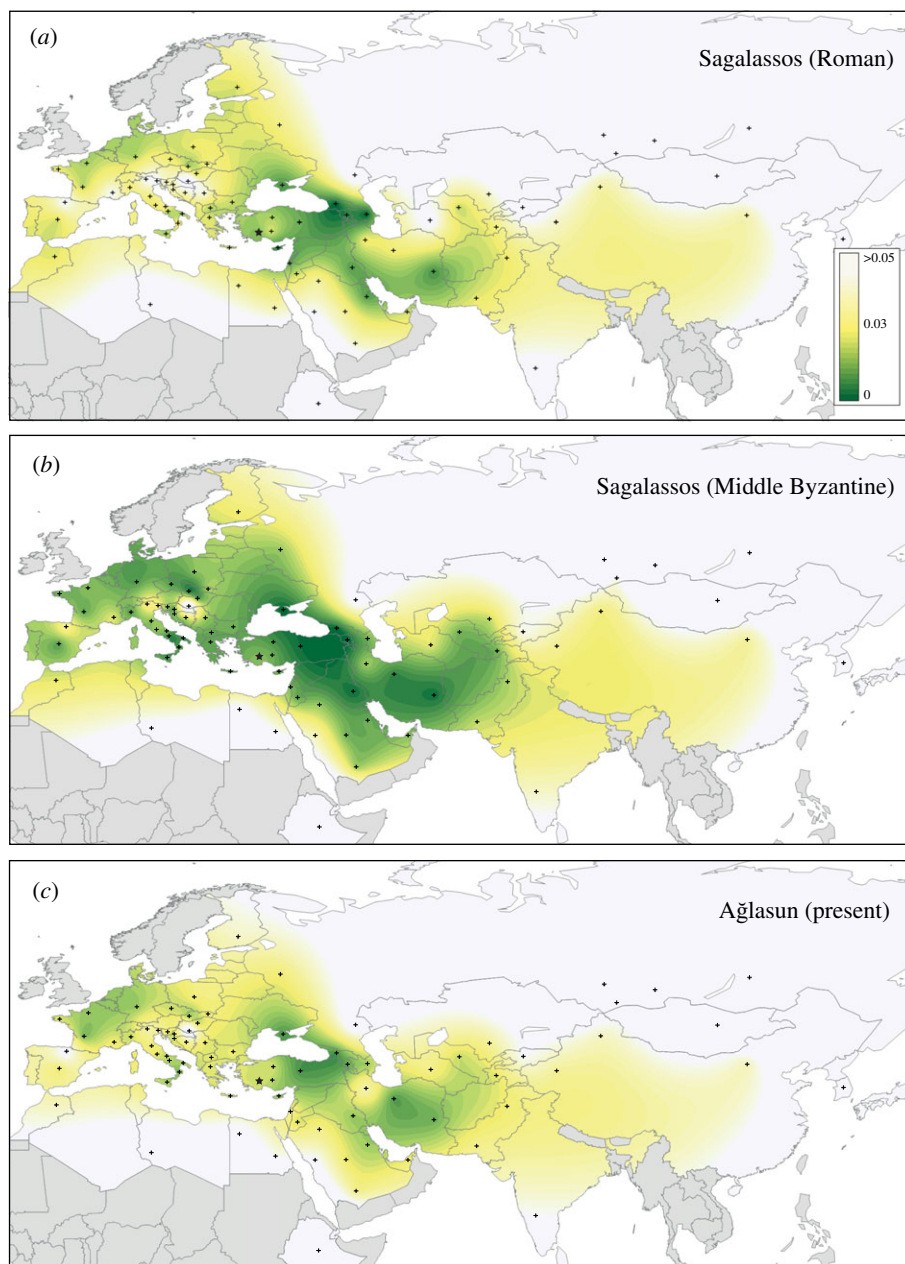 (a)
Sagalassos (Roman)
>0.05
0.03
0
(b)
Sagalassos (Middle Byzantine)
(c)
Ağlasun (present)